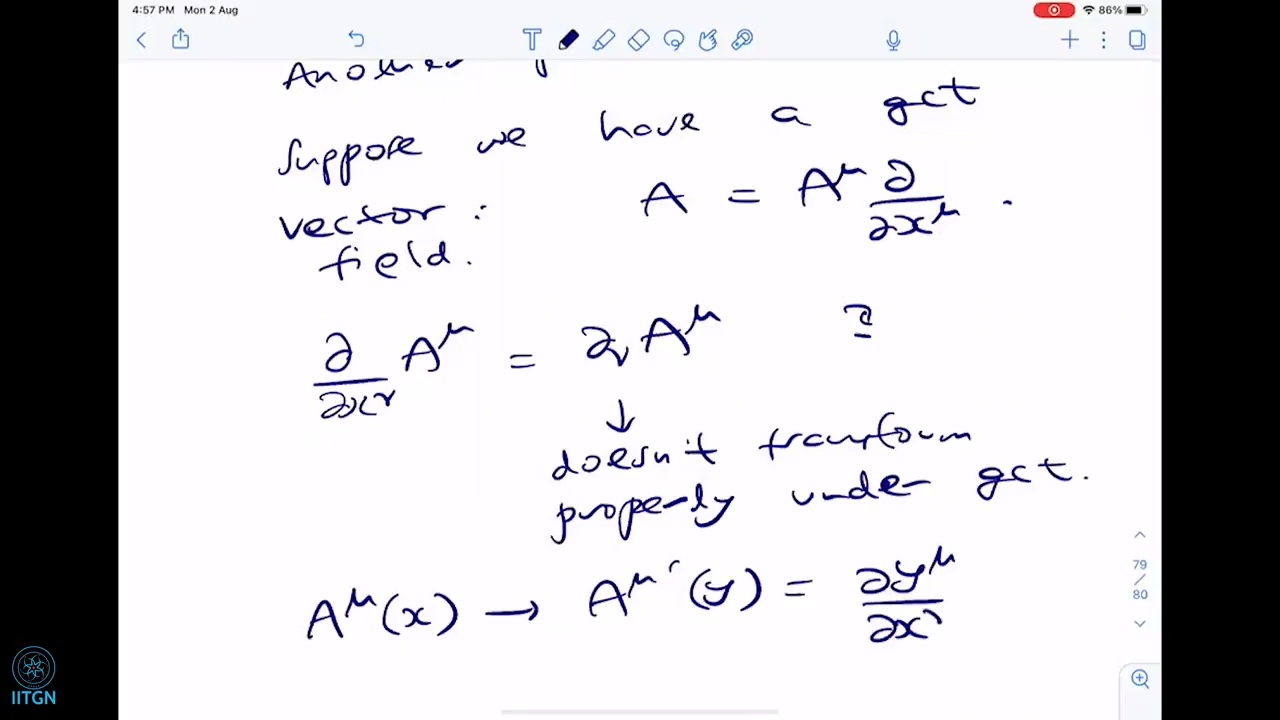 4:57 PM Mon 2 Aug
86%
Another
Suppose we have a gct
vector : A = A^μ ∂/∂x^μ .
field.
∂/∂x^ν A^μ = ∂_ν A^μ ?
↓
doesn't transform
properly under gct.
79
/
80
A^μ(x) → A^μ'(y) = ∂y^μ/∂x^ν
IITGN